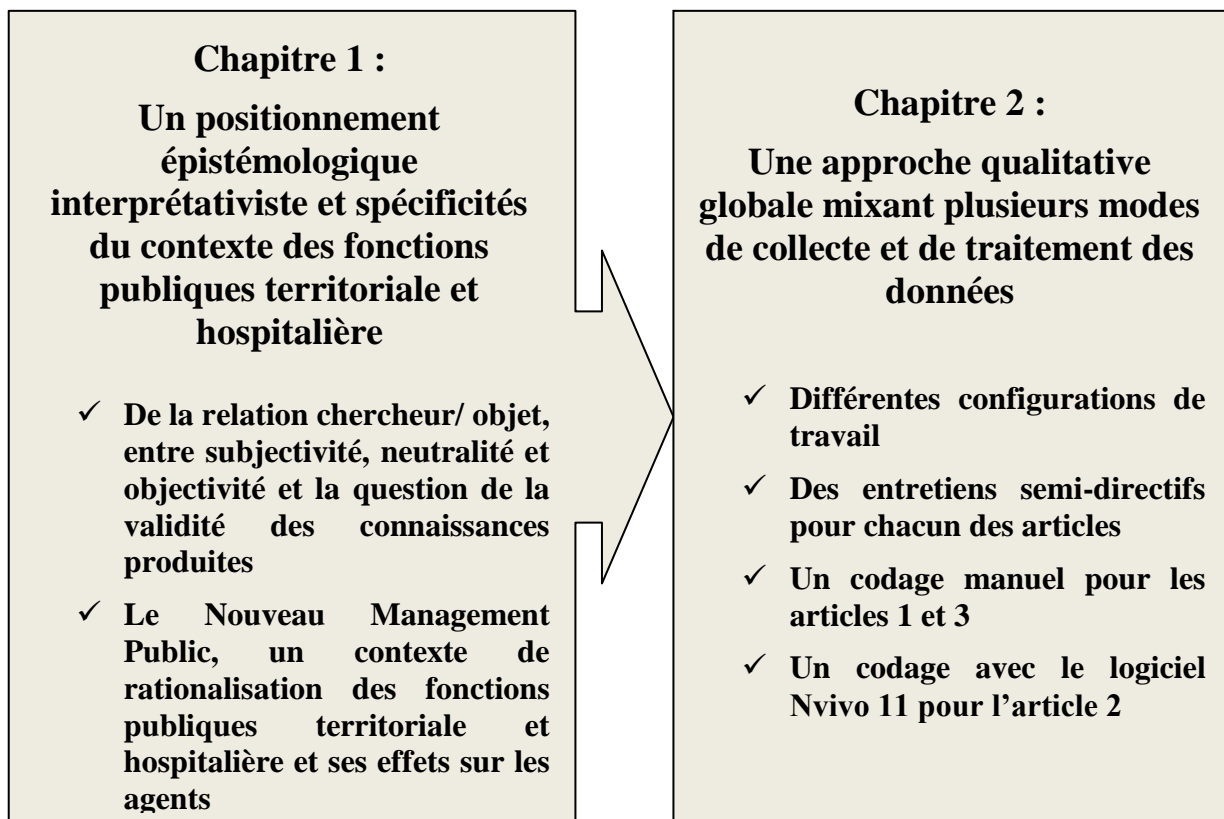 Chapitre 1 :
Un positionnement
épistémologique
interprétativiste et spécificités
du contexte des fonctions
publiques territoriale et
hospitalière
✓ De la relation chercheur/ objet,
entre subjectivité, neutralité et
objectivité et la question de la
validité des connaissances
produites
✓ Le Nouveau Management
Public, un contexte de
rationalisation des fonctions
publiques territoriale et
hospitalière et ses effets sur les
agents
Chapitre 2 :
Une approche qualitative
globale mixant plusieurs modes
de collecte et de traitement des
données
✓ Différentes configurations de
travail
✓ Des entretiens semi-directifs
pour chacun des articles
✓ Un codage manuel pour les
articles 1 et 3
✓ Un codage avec le logiciel
Nvivo 11 pour l’article 2